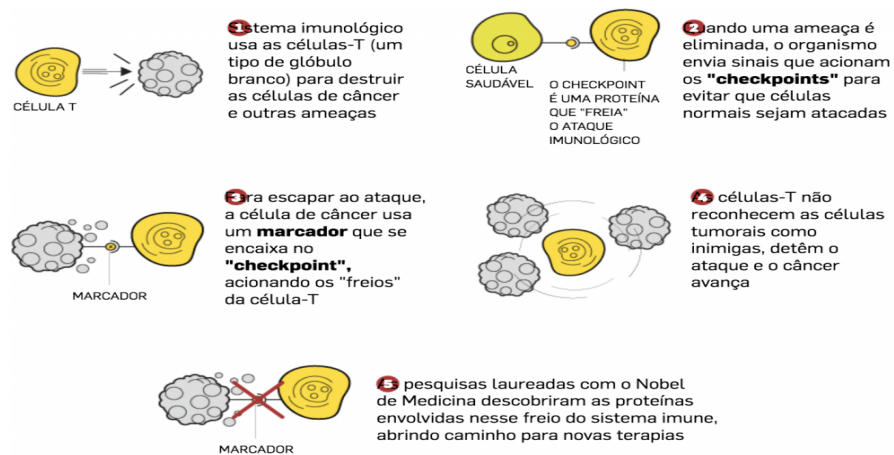 1
Sistema imunológico
usa as células-T (um
tipo de glóbulo
branco) para destruir
as células de câncer
e outras ameaças
CÉLULA T
2
Quando uma ameaça é
eliminada, o organismo
envia sinais que acionam
os "checkpoints" para
evitar que células
normais sejam atacadas
CÉLULA
SAUDÁVEL
O CHECKPOINT
É UMA PROTEÍNA
QUE "FREIA"
O ATAQUE
IMUNOLÓGICO
3
Para escapar ao ataque,
a célula de câncer usa
um marcador que se
encaixa no
"checkpoint",
acionando os "freios"
da célula-T
MARCADOR
4
As células-T não
reconhecem as células
tumorais como
inimigas, detêm o
ataque e o câncer
avança
5
As pesquisas laureadas com o Nobel
de Medicina descobriram as proteínas
envolvidas nesse freio do sistema imune,
abrindo caminho para novas terapias
MARCADOR